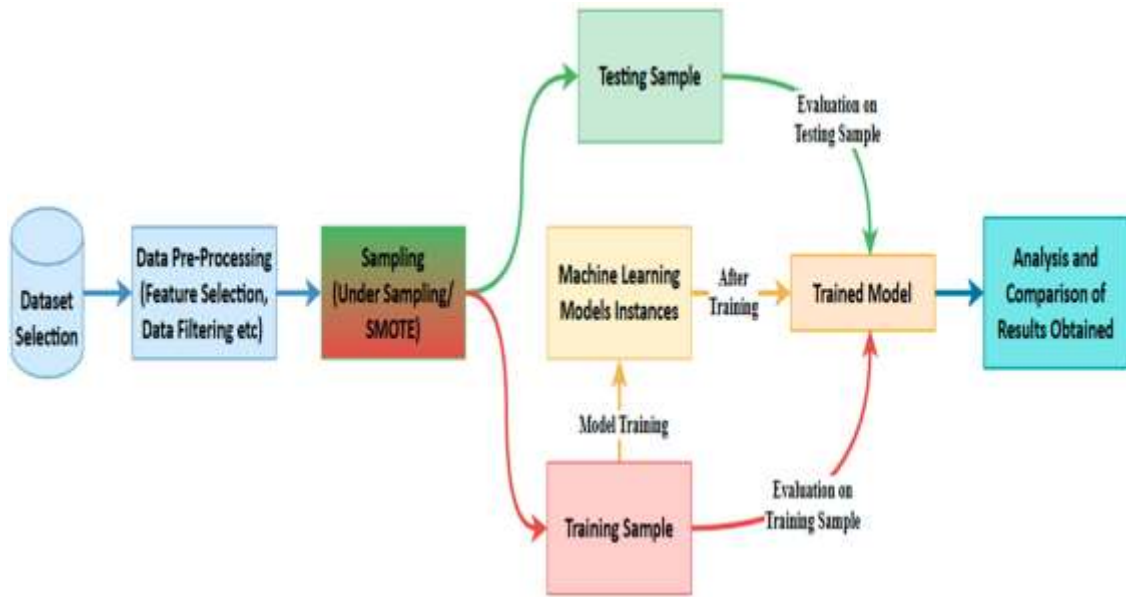 Testing Sample
Evaluation on
Testing Sample
Dataset
Selection
Data Pre-Processing
(Feature Selection,
Data Filtering etc)
Sampling
(Under Sampling/
SMOTE)
Machine Learning
Models Instances
After
Training
Trained Model
Analysis and
Comparison of
Results Obtained
Model Training
Training Sample
Evaluation on
Training Sample